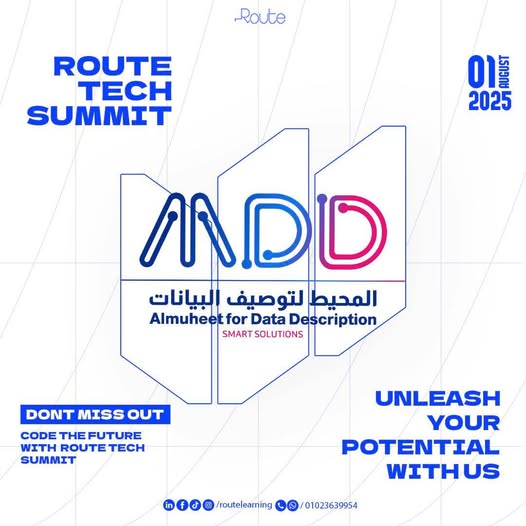 Route
ROUTE
TECH
SUMMIT
01 AUGUST
2025
MDD
المحيط لتوصيف البيانات
Almuheet for Data Description
SMART SOLUTIONS
DONT MISS OUT
CODE THE FUTURE
WITH ROUTE TECH
SUMMIT
UNLEASH
YOUR
POTENTIAL
WITH US
/routelearning / 01023639954